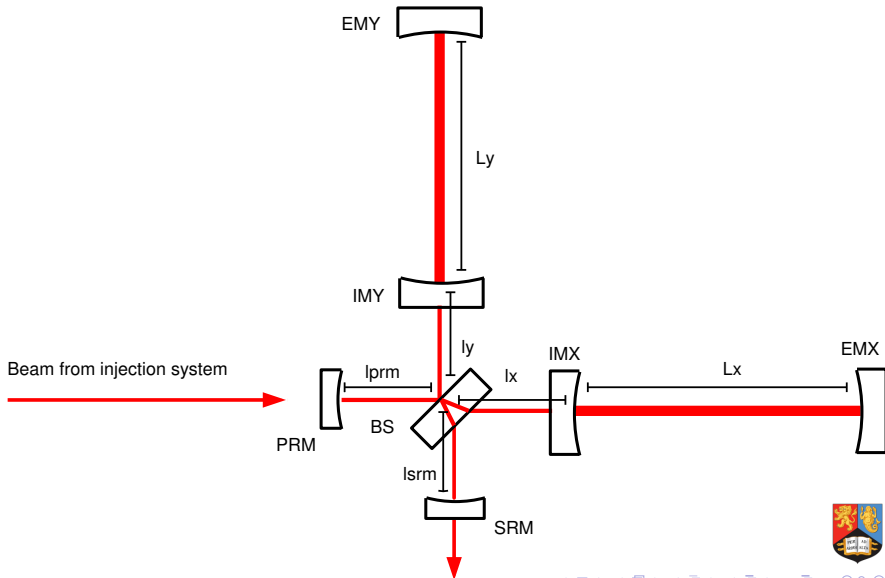 EMY
Ly
IMY
ly
Beam from injection system
lprm
lx
IMX
Lx
EMX
PRM
BS
lsrm
SRM